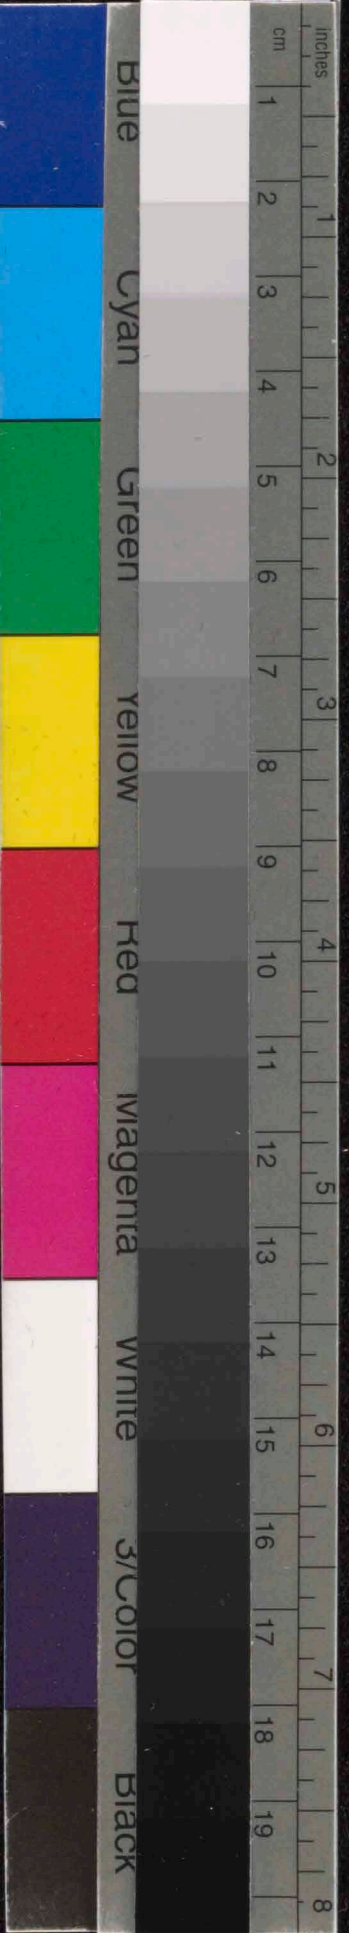 inches 1 2 3 4 5 6 7 8
cm 1 2 3 4 5 6 7 8 9 10 11 12 13 14 15 16 17 18 19
Blue Cyan Green Yellow Red Magenta White 3/Color Black